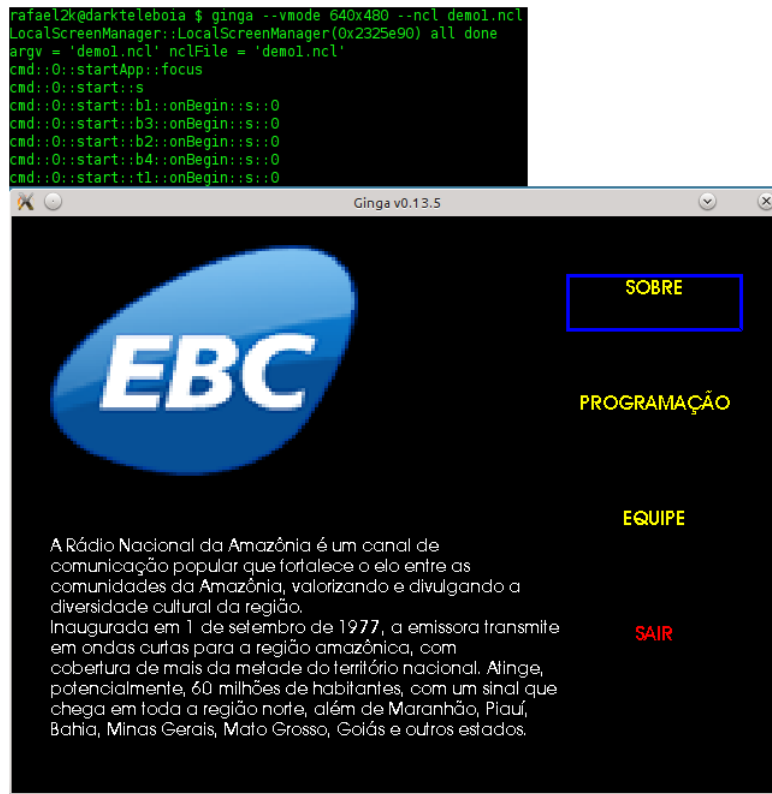 rafael2k@darkteleboia $ ginga --vmode 640x480 --ncl demo1.ncl
LocalScreenManager::LocalScreenManager(0x2325e90) all done
argv = 'demo1.ncl' nclFile = 'demo1.ncl'
cmd::0::startApp::focus
cmd::0::start::s
cmd::0::start::b1::onBegin::s::0
cmd::0::start::b3::onBegin::s::0
cmd::0::start::b2::onBegin::s::0
cmd::0::start::b4::onBegin::s::0
cmd::0::start::t1::onBegin::s::0
Ginga v0.13.5
EBC
SOBRE
PROGRAMAÇÃO
EQUIPE
SAIR
A Rádio Nacional da Amazônia é um canal de
comunicação popular que fortalece o elo entre as
comunidades da Amazônia, valorizando e divulgando a
diversidade cultural da região.
Inaugurada em 1 de setembro de 1977, a emissora transmite
em ondas curtas para a região amazônica, com
cobertura de mais da metade do território nacional. Atinge,
potencialmente, 60 milhões de habitantes, com um sinal que
chega em toda a região norte, além de Maranhão, Piauí,
Bahia, Minas Gerais, Mato Grosso, Goiás e outros estados.